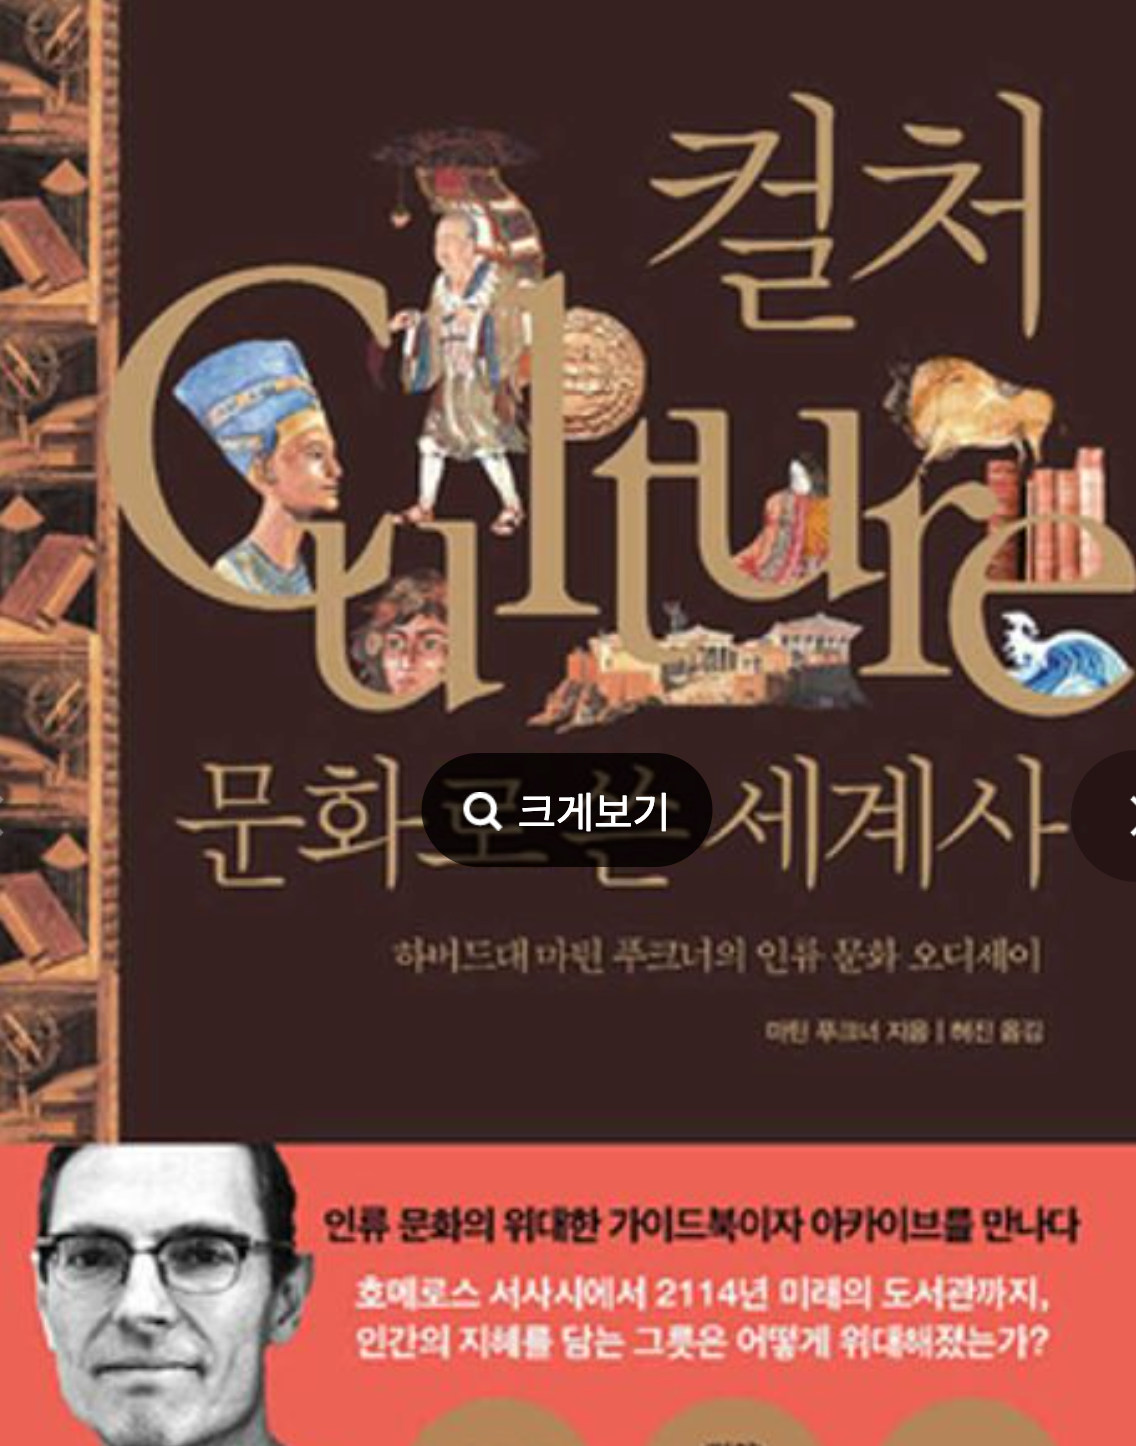 컬처
Culture
문화로 쓴 세계사
크게보기
하버드대 마틴 푸크너의 인류 문화 오디세이
마틴 푸크너 지음 | 허진 옮김
인류 문화의 위대한 가이드북이자 아카이브를 만나다
호메로스 서사시에서 2114년 미래의 도서관까지,
인간의 지혜를 담는 그릇은 어떻게 위대해졌는가?